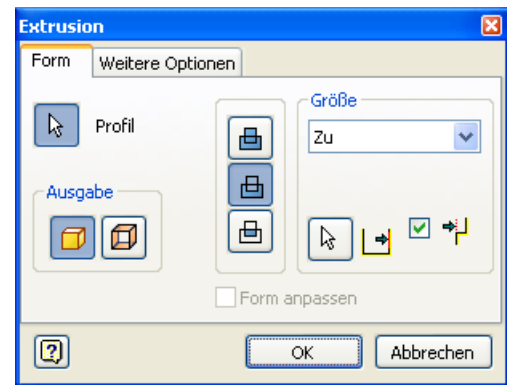 Extrusion
Form Weitere Optionen
Profil
Größe
Zu
Ausgabe
Form anpassen
OK Abbrechen